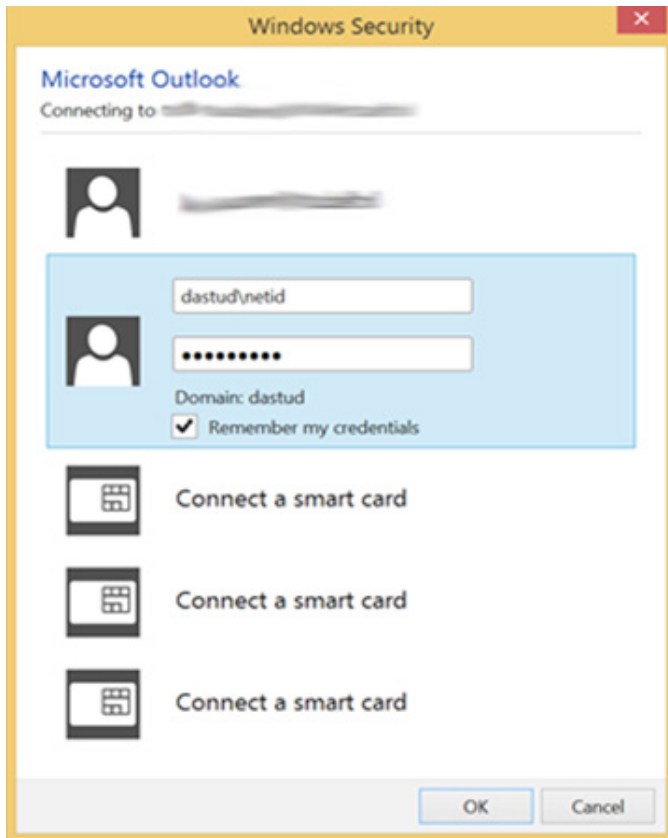 Windows Security
Microsoft Outlook
Connecting to
dastud\netid
•••••••••
Domain: dastud
Remember my credentials
Connect a smart card
Connect a smart card
Connect a smart card
OK Cancel